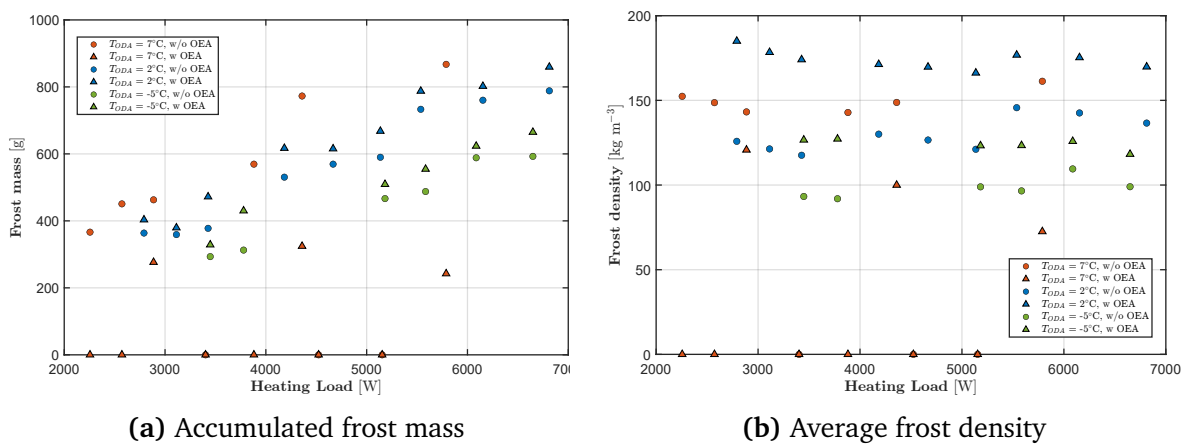 1000
800
600
400
200
0
Frost mass [g]
T_ODA = 7°C, w/o OEA
T_ODA = 7°C, w OEA
T_ODA = 2°C, w/o OEA
T_ODA = 2°C, w OEA
T_ODA = -5°C, w/o OEA
T_ODA = -5°C, w OEA
2000 3000 4000 5000 6000 700
Heating Load [W]
(a) Accumulated frost mass
200
150
100
50
0
Frost density [kg m⁻³]
T_ODA = 7°C, w/o OEA
T_ODA = 7°C, w OEA
T_ODA = 2°C, w/o OEA
T_ODA = 2°C, w OEA
T_ODA = -5°C, w/o OEA
T_ODA = -5°C, w OEA
2000 3000 4000 5000 6000 7000
Heating Load [W]
(b) Average frost density